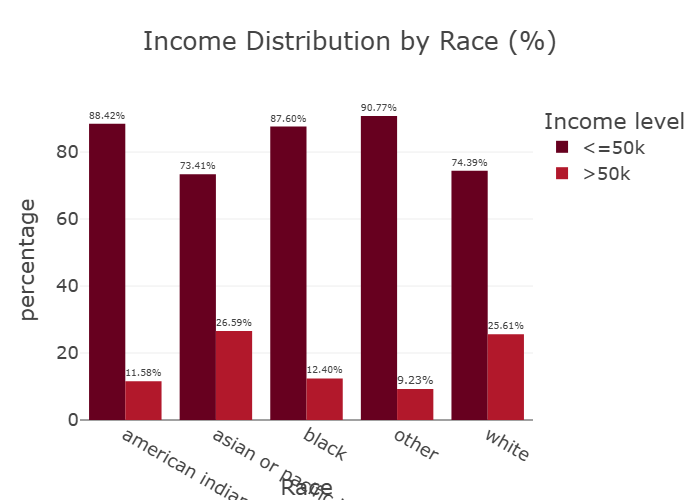 Income Distribution by Race (%)
Income level
<=50k
>50k
percentage
80
60
40
20
0
88.42%
11.58%
73.41%
26.59%
87.60%
12.40%
90.77%
9.23%
74.39%
25.61%
american indian
asian or
black
other
white
Race